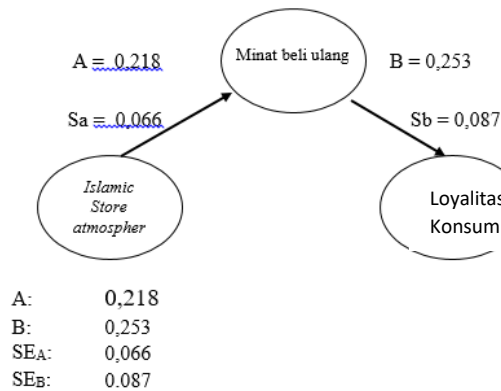 Minat beli ulang
A = 0,218
B = 0,253
Sa = 0,066
Sb = 0,087
Islamic
Store
atmospher
Loyalitas
Konsum
A: 0,218
B: 0,253
SEA: 0,066
SEB: 0.087